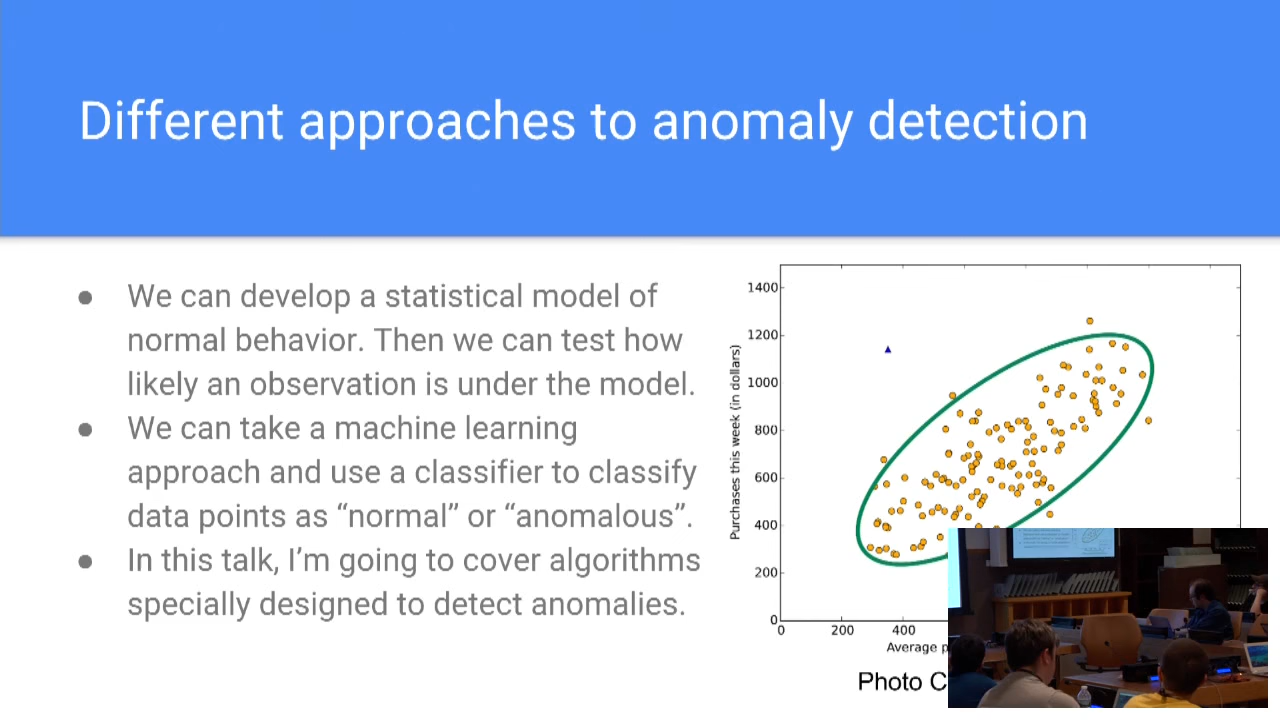 Different approaches to anomaly detection
● We can develop a statistical model of
normal behavior. Then we can test how
likely an observation is under the model.
● We can take a machine learning
approach and use a classifier to classify
data points as “normal” or “anomalous”.
● In this talk, I’m going to cover algorithms
specially designed to detect anomalies.
Purchases this week (in dollars)
1400
1200
1000
800
600
400
200
0
0 200 400
Average p
Photo C